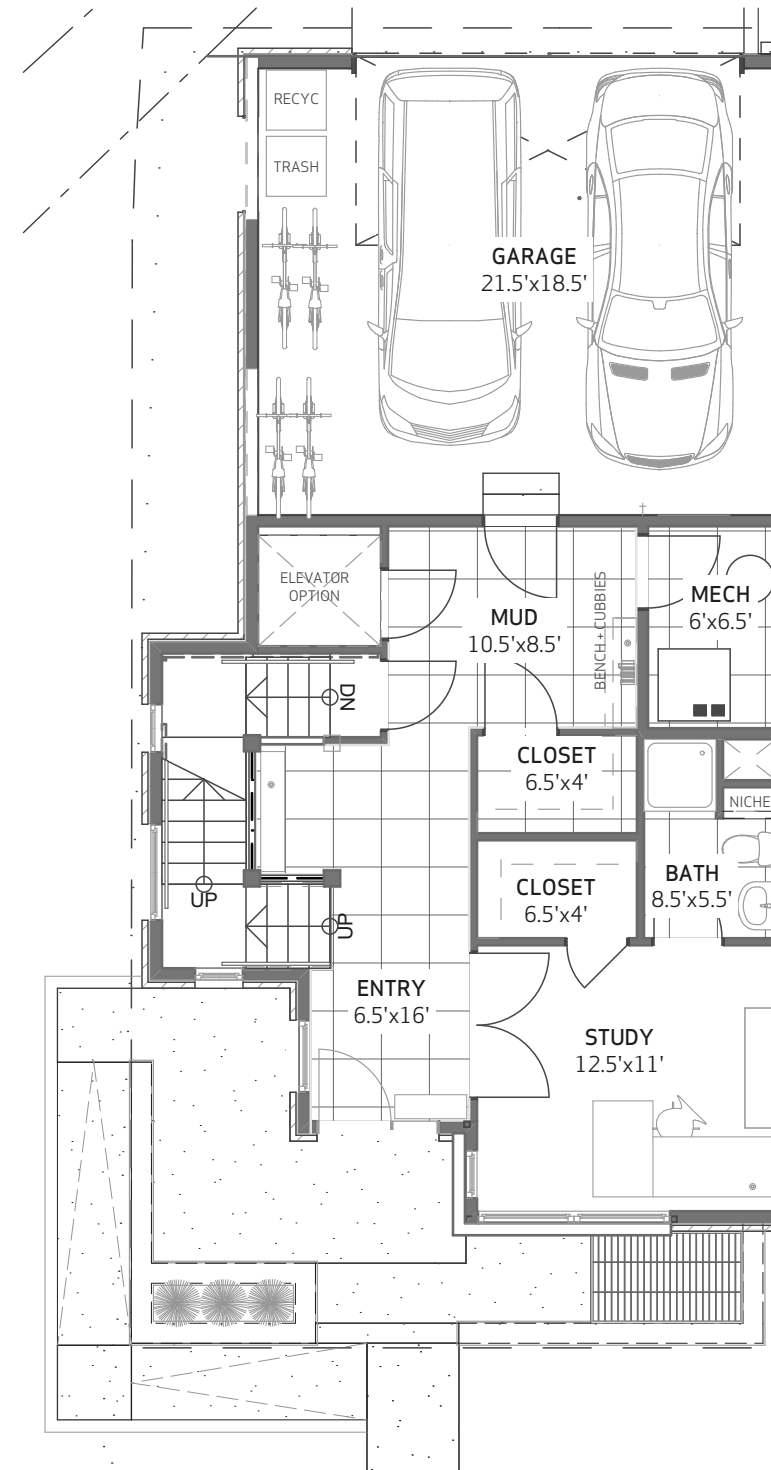 RECYC
TRASH
GARAGE
21.5'x18.5'
ELEVATOR
OPTION
MUD
10.5'x8.5'
BENCH + CUBBIES
MECH
6'x6.5'
DN
CLOSET
6.5'x4'
NICHE
UP
CLOSET
6.5'x4'
BATH
8.5'x5.5'
UP
ENTRY
6.5'x16'
STUDY
12.5'x11'